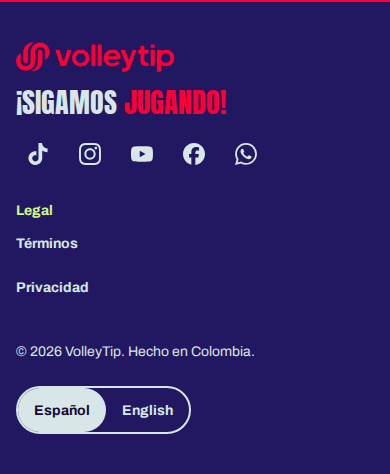 volleytip
¡SIGAMOS JUGANDO!
Legal
Términos
Privacidad
© 2026 VolleyTip. Hecho en Colombia.
Español English